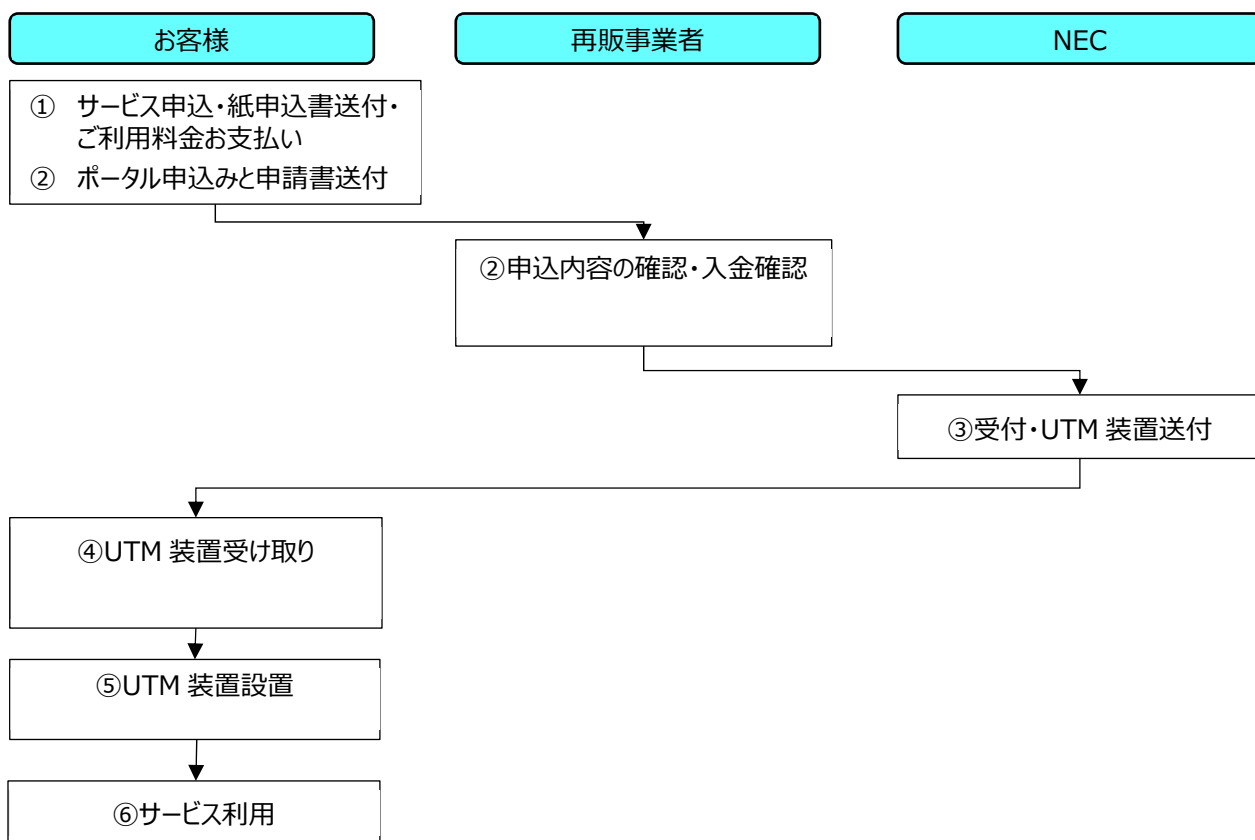 お客様
再販事業者
NEC
① サービス申込・紙申込書送付・
ご利用料金お支払い
② ポータル申込みと申請書送付
②申込内容の確認・入金確認
③受付・UTM 装置送付
④UTM 装置受け取り
⑤UTM 装置設置
⑥サービス利用